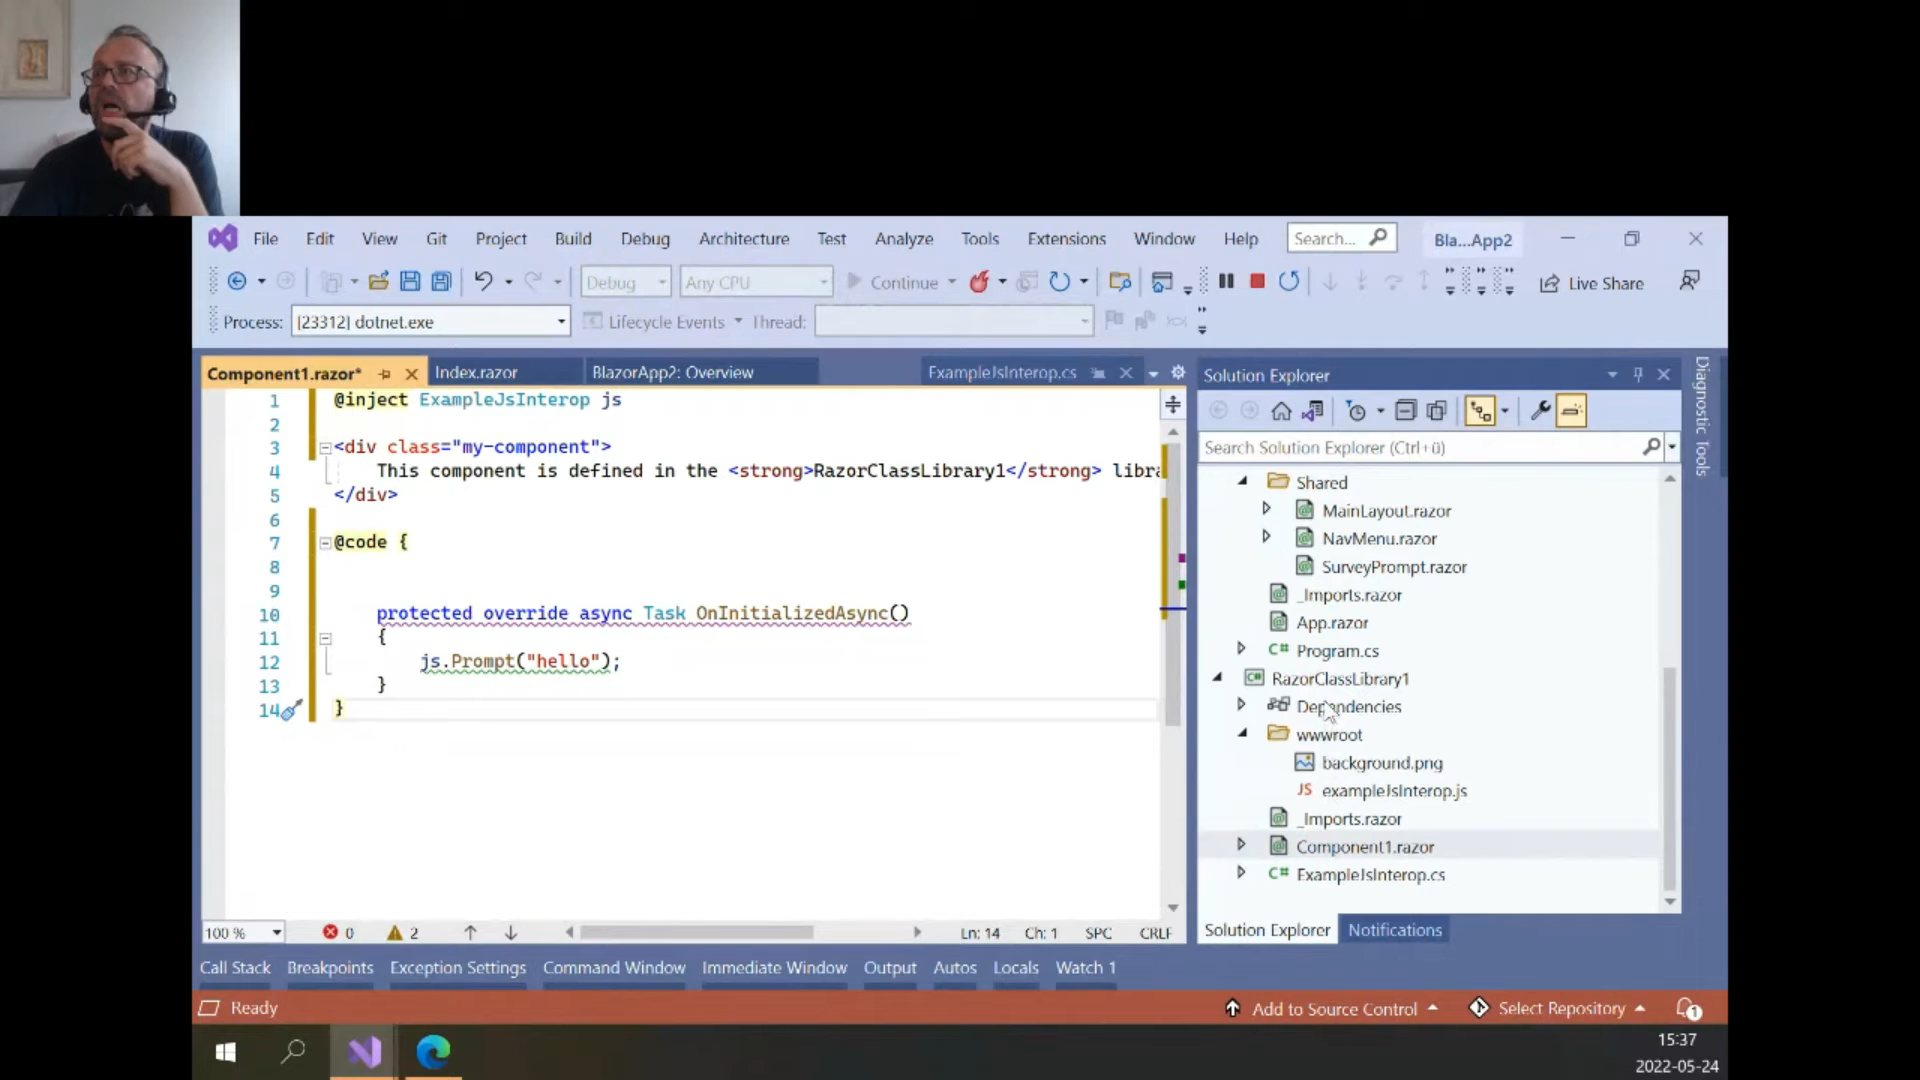 File Edit View Git Project Build Debug Architecture Test Analyze Tools Extensions Window Help Search... Bla...App2
Debug Any CPU Continue Live Share
Process: [23312] dotnet.exe Lifecycle Events Thread:
Component1.razor* Index.razor BlazorApp2: Overview ExampleJsInterop.cs
1 @inject ExampleJsInterop js
2
3 <div class="my-component">
4 This component is defined in the <strong>RazorClassLibrary1</strong> libra
5 </div>
6
7 @code {
8
9
10 protected override async Task OnInitializedAsync()
11 {
12 js.Prompt("hello");
13 }
14 }
100 % 0 2 Ln: 14 Ch: 1 SPC CRLF
Solution Explorer
Search Solution Explorer (Ctrl+ü)
Shared
MainLayout.razor
NavMenu.razor
SurveyPrompt.razor
_Imports.razor
App.razor
C# Program.cs
C# RazorClassLibrary1
Dependencies
wwwroot
background.png
JS exampleJsInterop.js
_Imports.razor
Component1.razor
C# ExampleJsInterop.cs
Solution Explorer Notifications
Diagnostic Tools
Call Stack Breakpoints Exception Settings Command Window Immediate Window Output Autos Locals Watch 1
Ready Add to Source Control Select Repository 1
15:37
2022-05-24